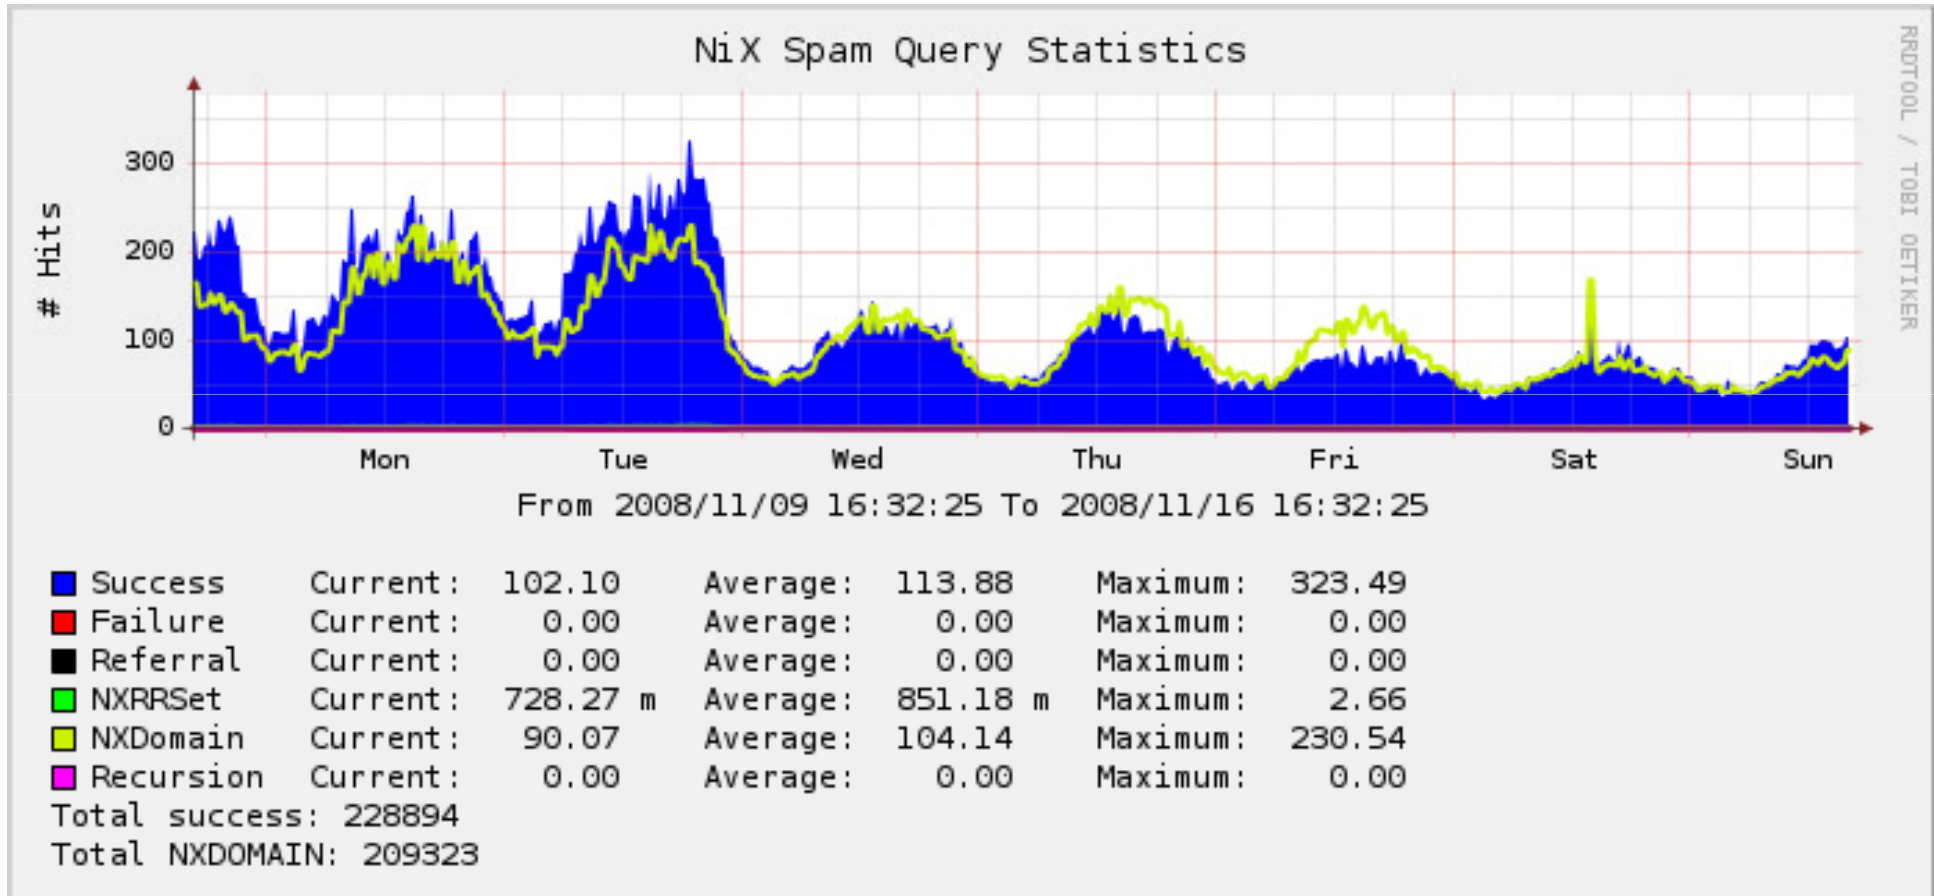 NiX Spam Query Statistics
RRDTOOL / TOBI OETIKER
# Hits
300
200
100
0
Mon Tue Wed Thu Fri Sat Sun
From 2008/11/09 16:32:25 To 2008/11/16 16:32:25
Success Current: 102.10 Average: 113.88 Maximum: 323.49
Failure Current: 0.00 Average: 0.00 Maximum: 0.00
Referral Current: 0.00 Average: 0.00 Maximum: 0.00
NXRRSet Current: 728.27 m Average: 851.18 m Maximum: 2.66
NXDomain Current: 90.07 Average: 104.14 Maximum: 230.54
Recursion Current: 0.00 Average: 0.00 Maximum: 0.00
Total success: 228894
Total NXDOMAIN: 209323